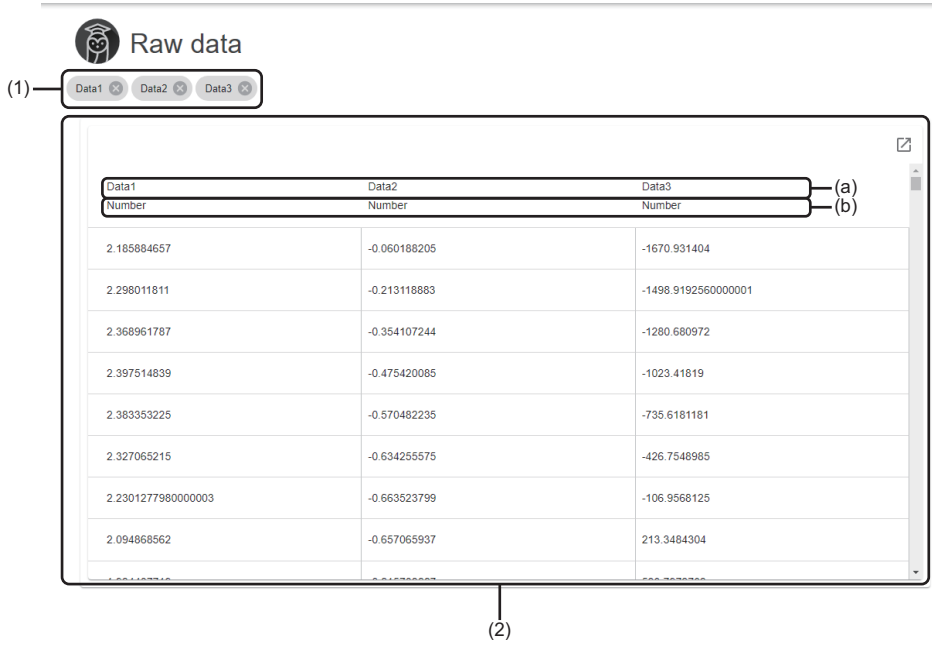 Raw data
(1)
Data1 Data2 Data3
Data1 Data2 Data3 (a)
Number Number Number (b)
2.185884657 -0.060188205 -1670.931404
2.298011811 -0.213118883 -1498.9192560000001
2.368961787 -0.354107244 -1280.680972
2.397514839 -0.475420085 -1023.41819
2.383353225 -0.570482235 -735.6181181
2.327065215 -0.634255575 -426.7548985
2.2301277980000003 -0.663523799 -106.9568125
2.094868562 -0.657065937 213.3484304
(2)